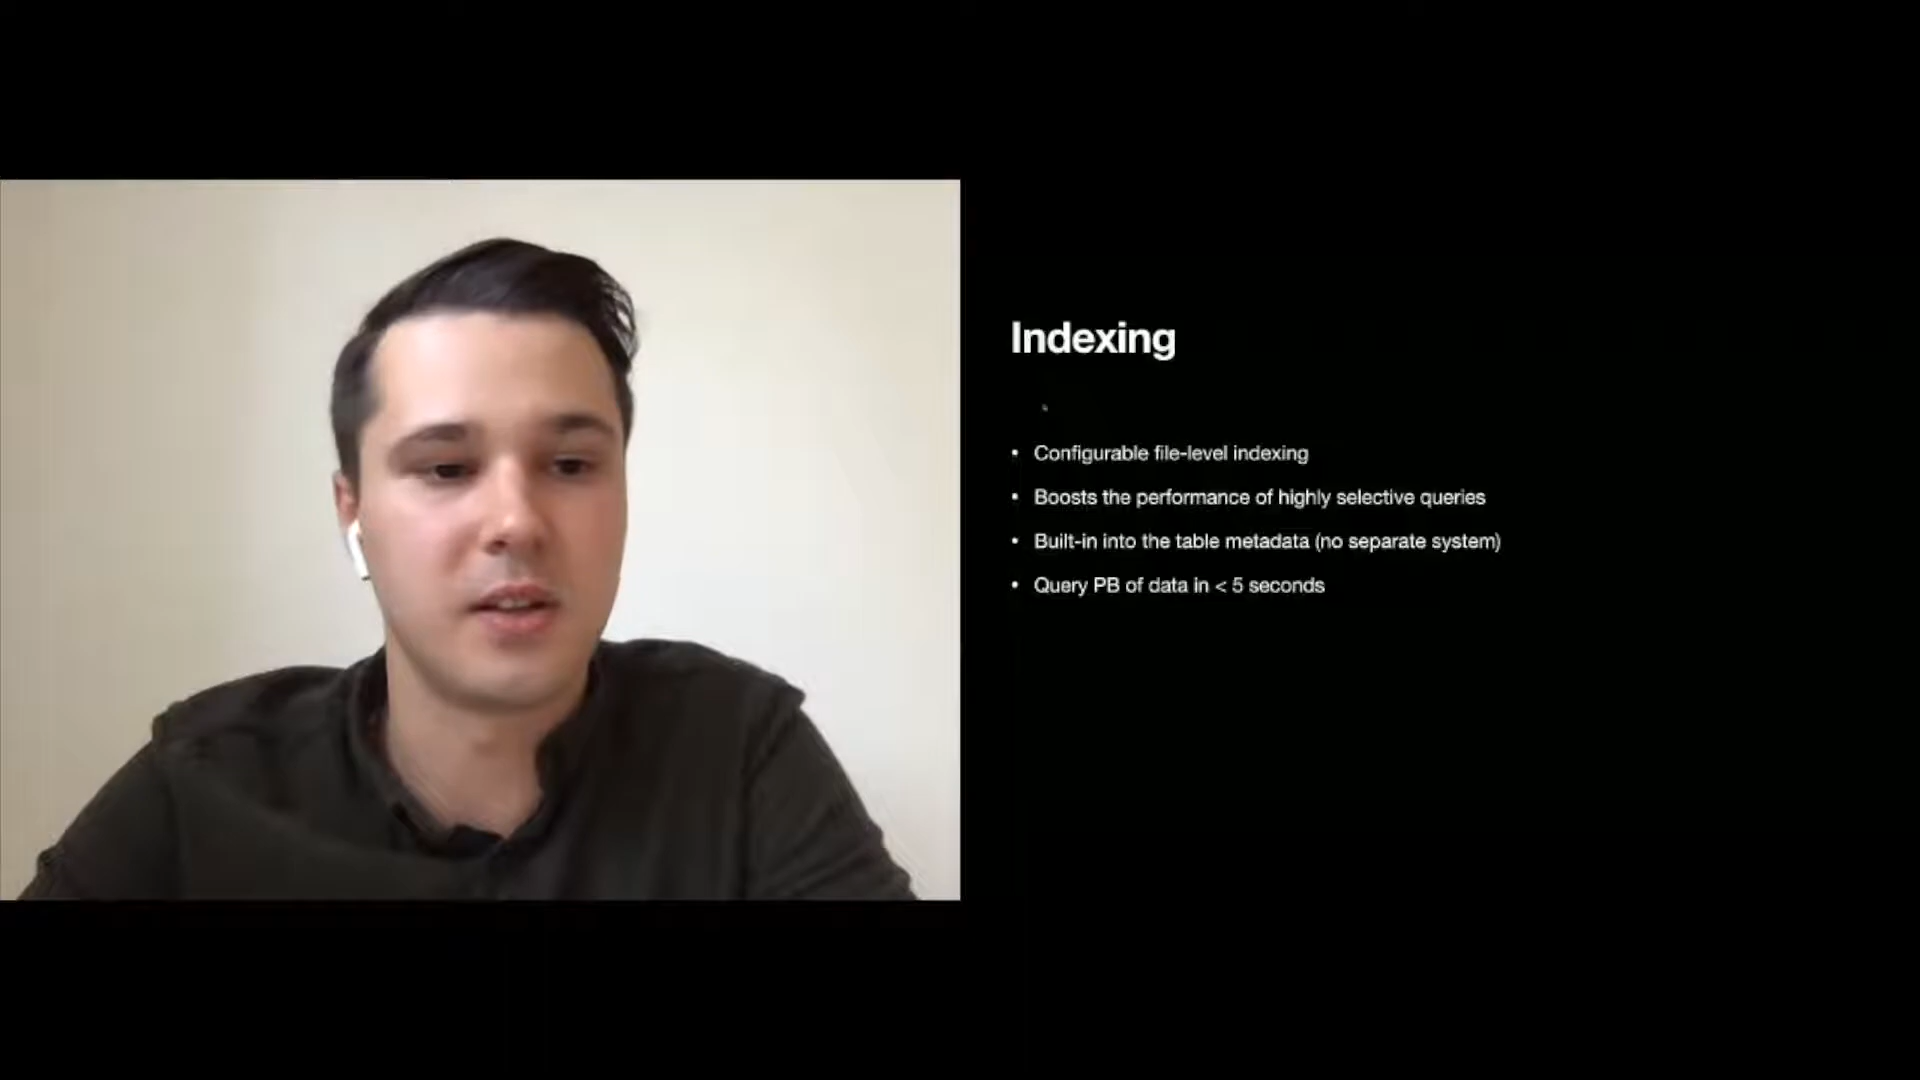 Indexing
• Configurable file-level indexing
• Boosts the performance of highly selective queries
• Built-in into the table metadata (no separate system)
• Query PB of data in < 5 seconds